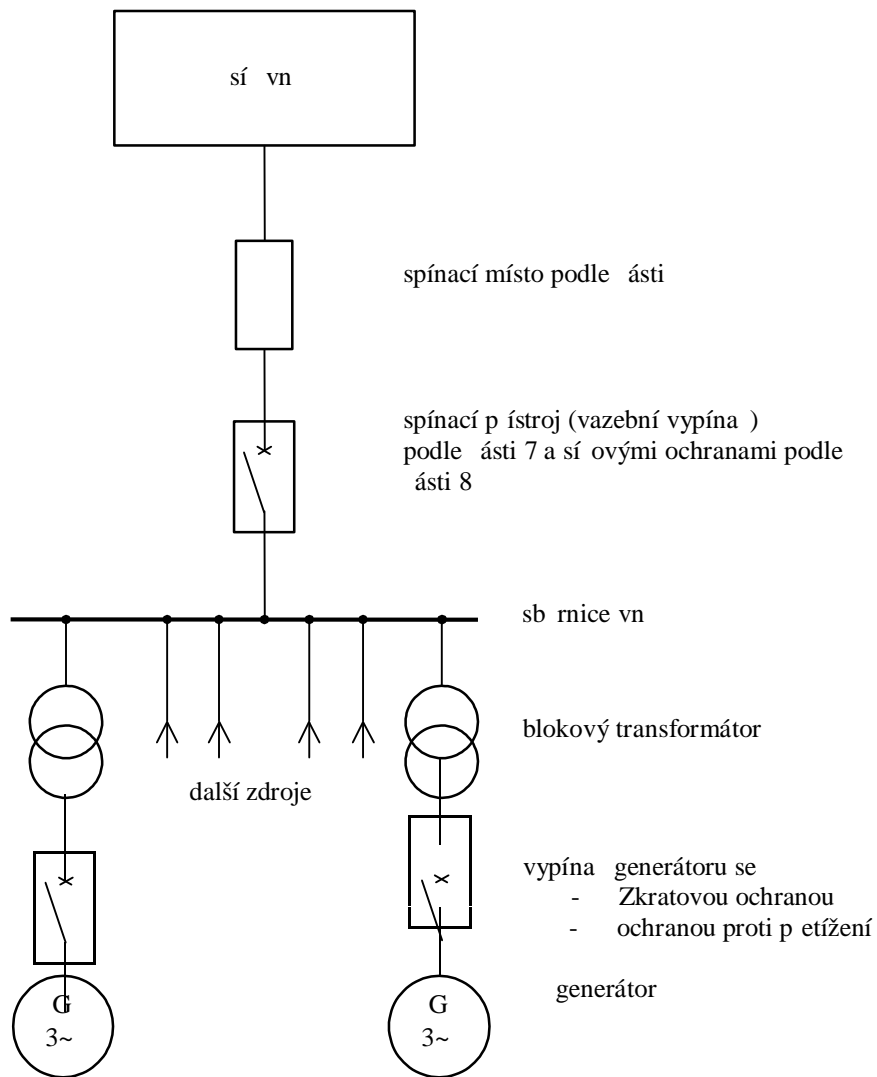 sí vn
spínací místo podle ásti
spínací p ístroj (vazební vypína )
podle ásti 7 a sí ovými ochranami podle
ásti 8
sb rnice vn
blokový transformátor
další zdroje
vypína generátoru se
- Zkratovou ochranou
- ochranou proti p etížení
generátor
G
3~
G
3~